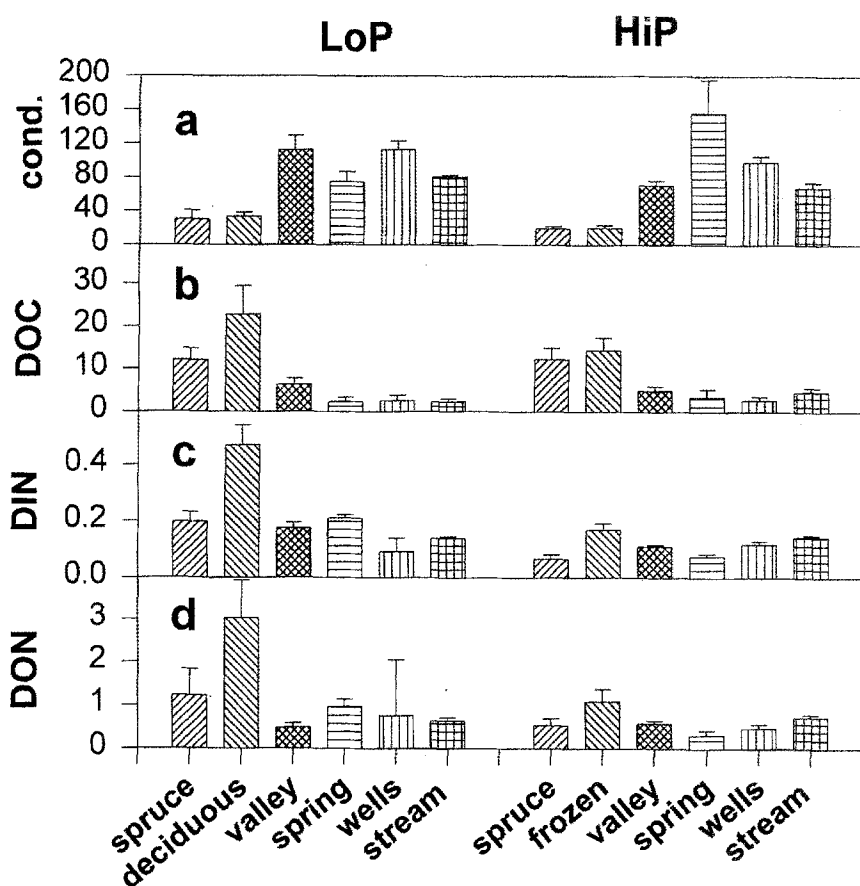 LoP HiP
cond.
200
160
120
80
40
0
a
DOC
30
20
10
0
b
DIN
0.4
0.2
0.0
c
DON
3
2
1
0
d
spruce deciduous valley spring wells stream spruce frozen valley spring wells stream